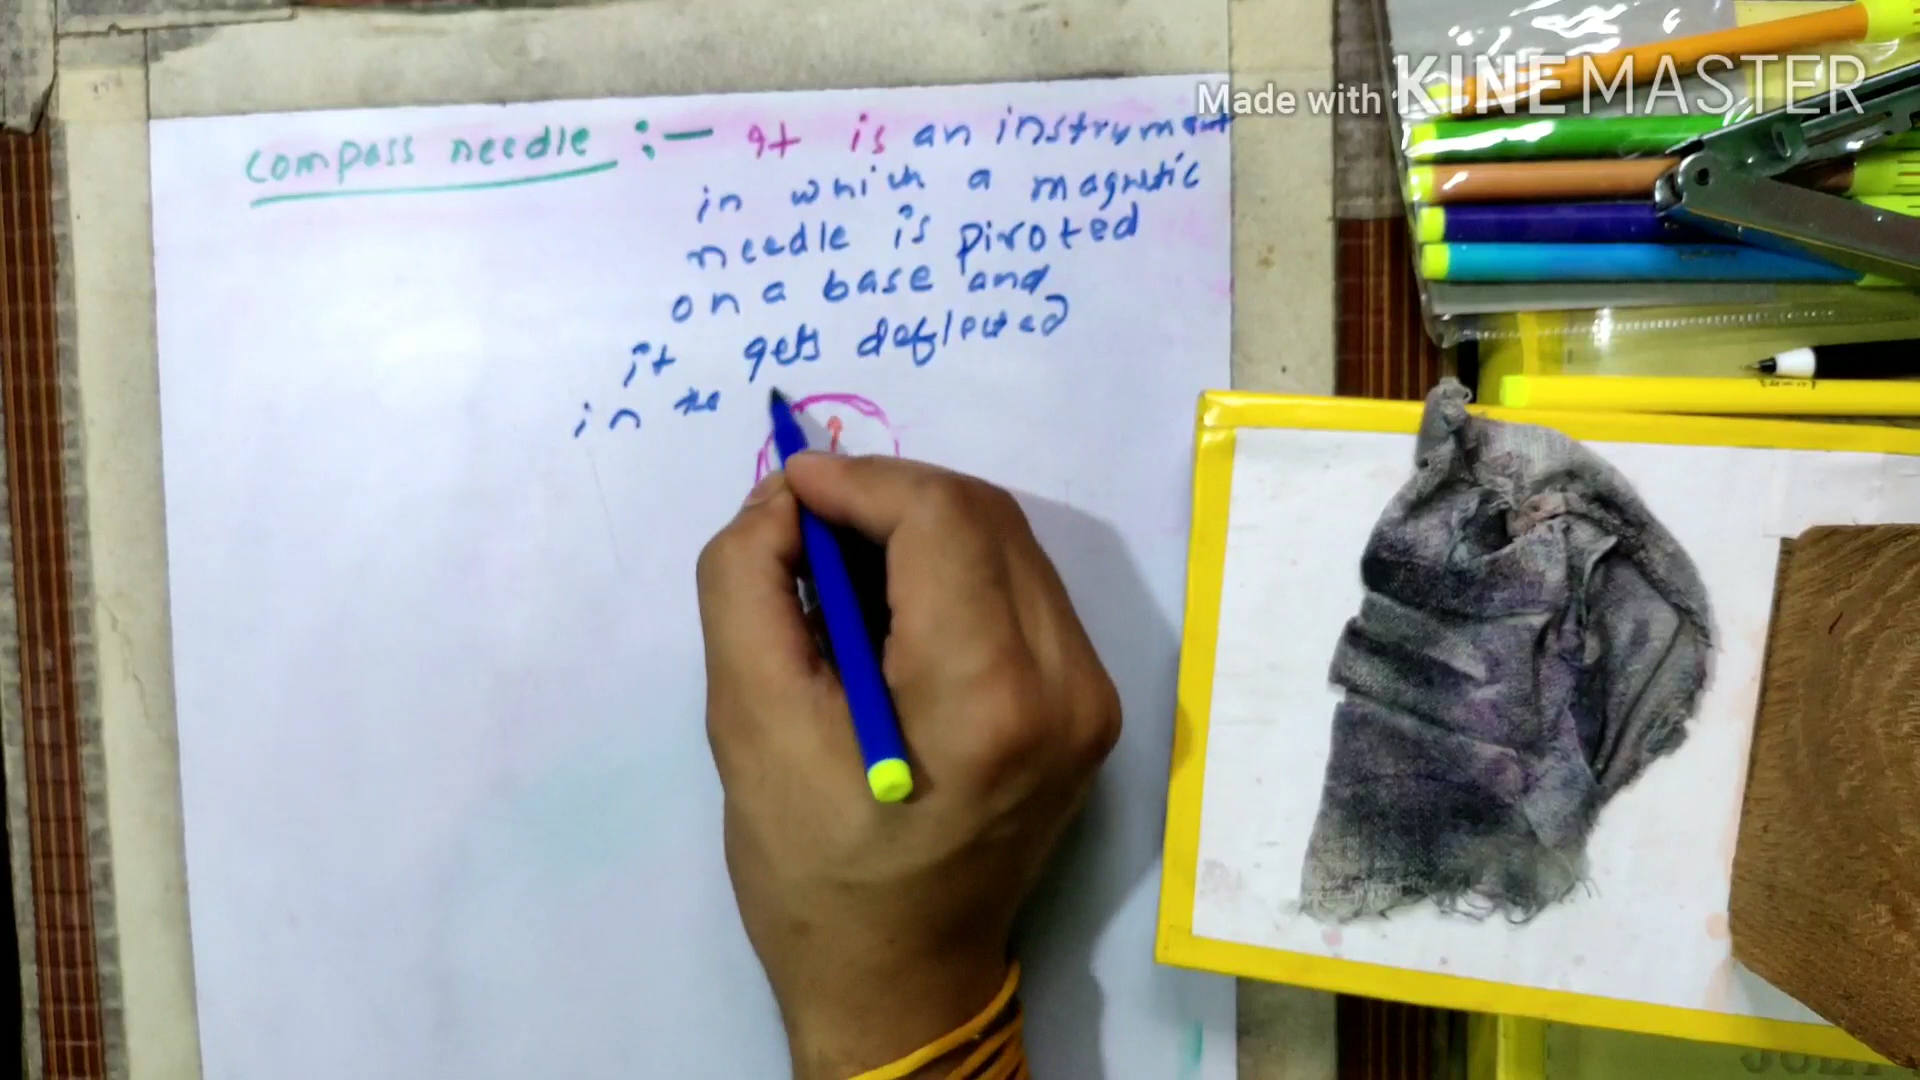 Made with KINEMASTER
compass needle :- It is an instrument
in which a magnetic
needle is pivoted
on a base and
it gets deflected
in the